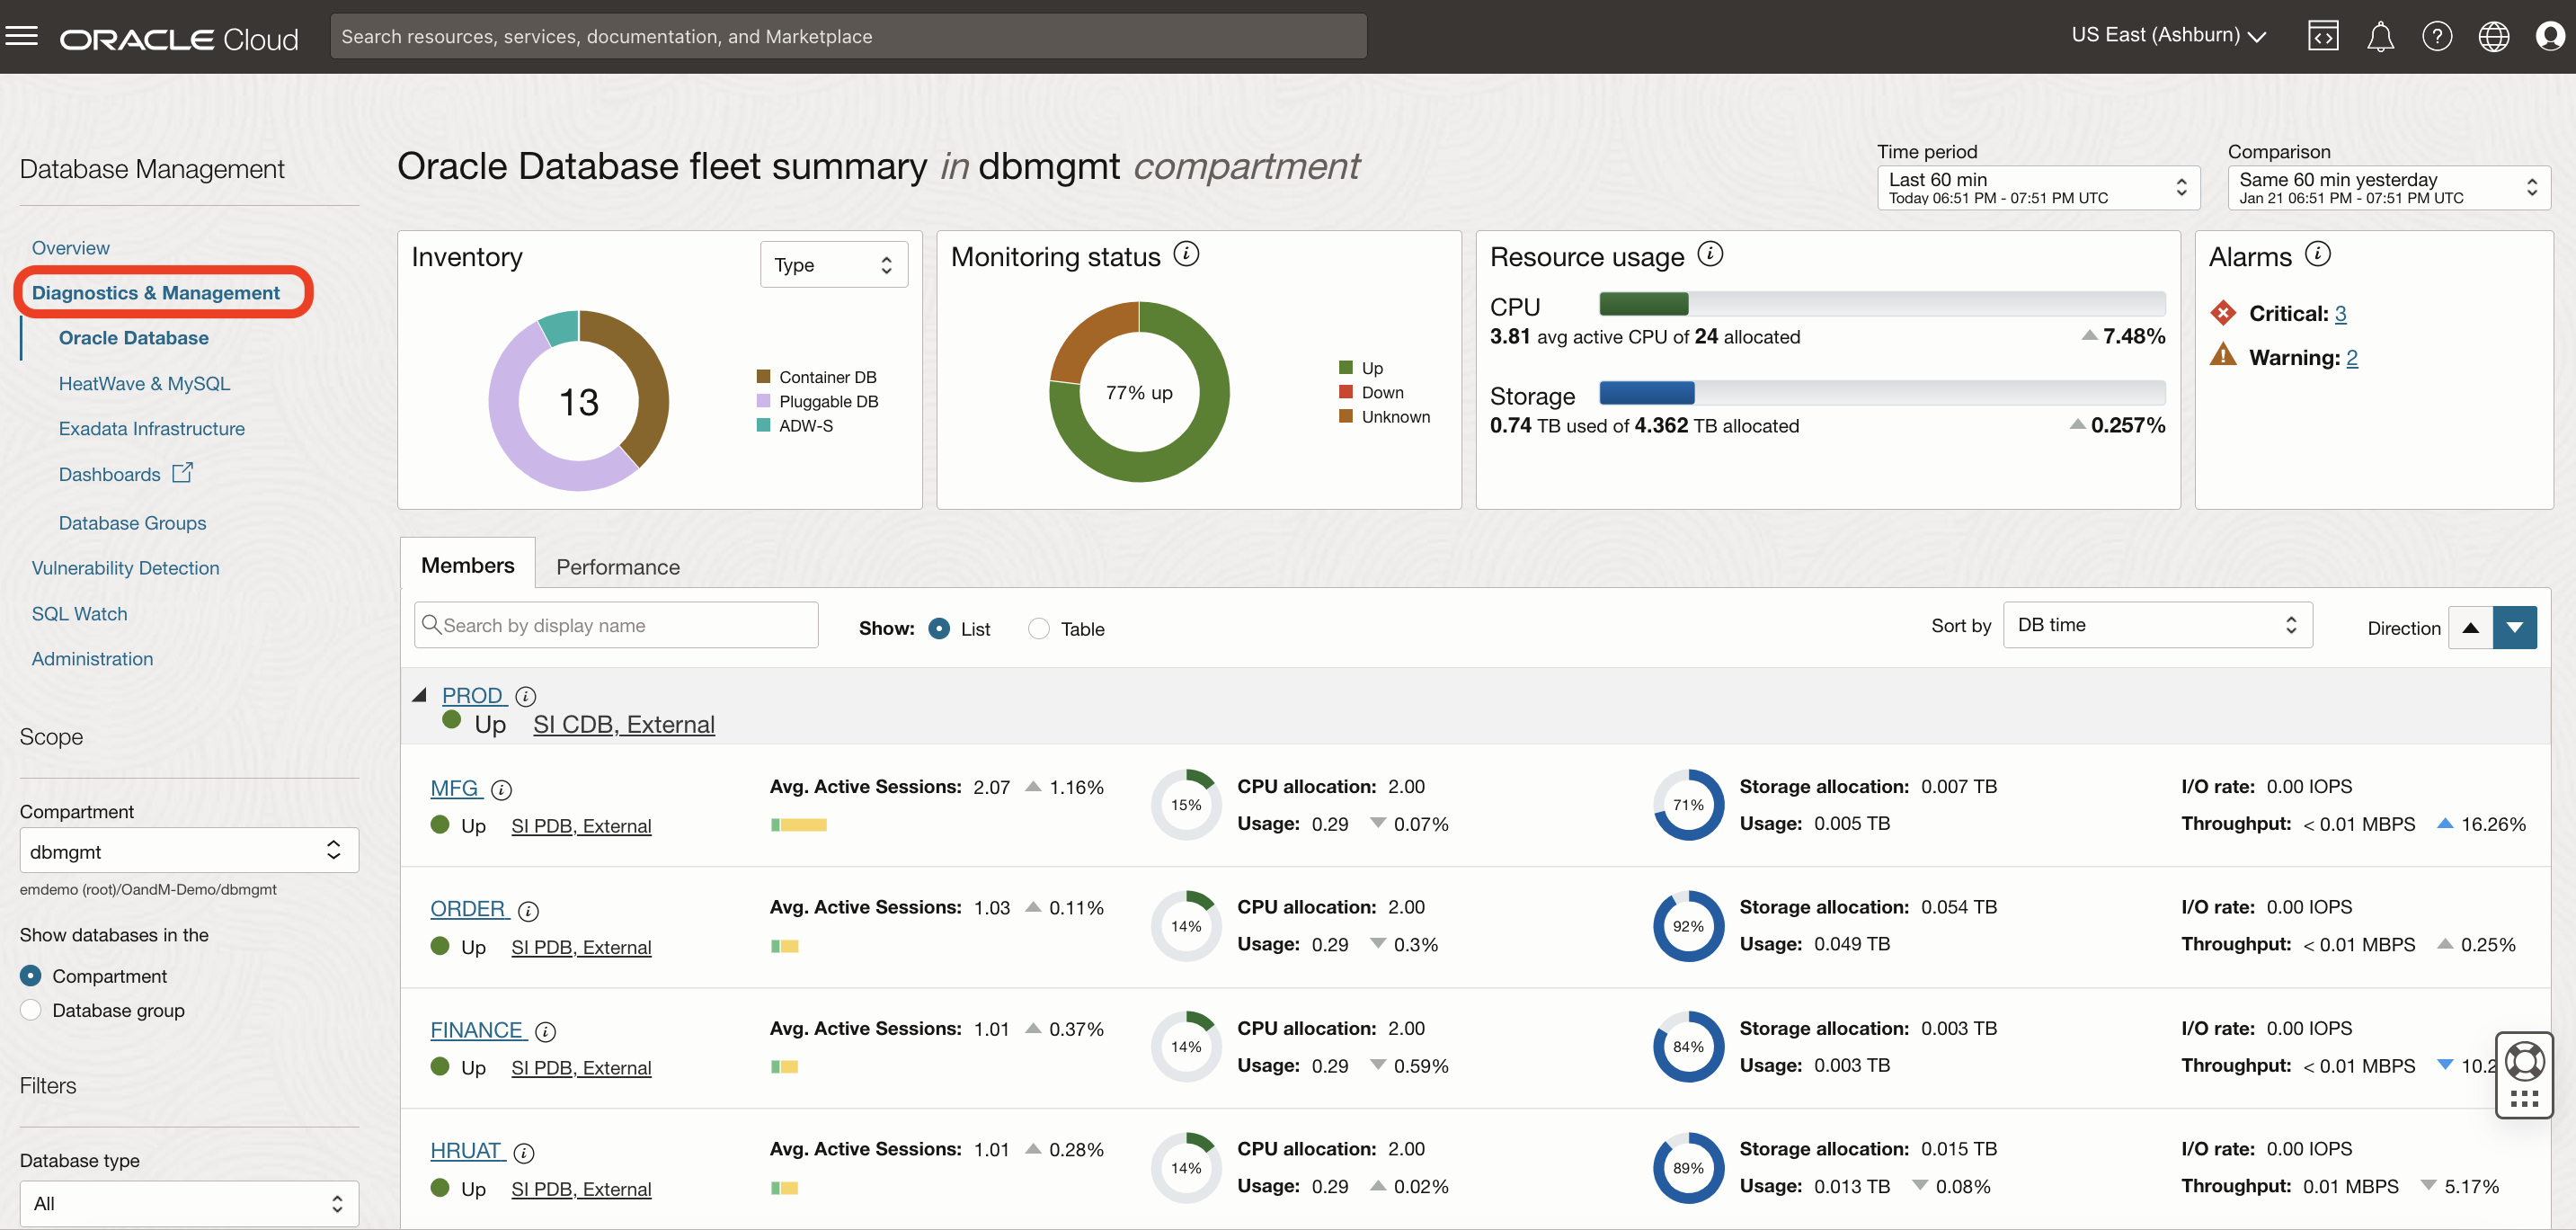 ORACLE Cloud
Search resources, services, documentation, and Marketplace
US East (Ashburn)
Database Management
Overview
Diagnostics & Management
Oracle Database
HeatWave & MySQL
Exadata Infrastructure
Dashboards
Database Groups
Vulnerability Detection
SQL Watch
Administration
Scope
Compartment
dbmgmt
emdemo (root)/OandM-Demo/dbmgmt
Show databases in the
Compartment
Database group
Filters
Database type
All
Oracle Database fleet summary in dbmgmt compartment
Time period
Last 60 min
Today 06:51 PM - 07:51 PM UTC
Comparison
Same 60 min yesterday
Jan 21 06:51 PM - 07:51 PM UTC
Inventory
Type
13
Container DB
Pluggable DB
ADW-S
Monitoring status
77% up
Up
Down
Unknown
Resource usage
CPU
3.81 avg active CPU of 24 allocated 7.48%
Storage
0.74 TB used of 4.362 TB allocated 0.257%
Alarms
Critical: 3
Warning: 2
Members Performance
Search by display name
Show: List Table
Sort by DB time
Direction
PROD
Up SI CDB, External
MFG
Up SI PDB, External
Avg. Active Sessions: 2.07 1.16%
15%
CPU allocation: 2.00
Usage: 0.29 0.07%
71%
Storage allocation: 0.007 TB
Usage: 0.005 TB
I/O rate: 0.00 IOPS
Throughput: < 0.01 MBPS 16.26%
ORDER
Up SI PDB, External
Avg. Active Sessions: 1.03 0.11%
14%
CPU allocation: 2.00
Usage: 0.29 0.3%
92%
Storage allocation: 0.054 TB
Usage: 0.049 TB
I/O rate: 0.00 IOPS
Throughput: < 0.01 MBPS 0.25%
FINANCE
Up SI PDB, External
Avg. Active Sessions: 1.01 0.37%
14%
CPU allocation: 2.00
Usage: 0.29 0.59%
84%
Storage allocation: 0.003 TB
Usage: 0.003 TB
I/O rate: 0.00 IOPS
Throughput: < 0.01 MBPS 10.2
HRUAT
Up SI PDB, External
Avg. Active Sessions: 1.01 0.28%
14%
CPU allocation: 2.00
Usage: 0.29 0.02%
89%
Storage allocation: 0.015 TB
Usage: 0.013 TB 0.08%
I/O rate: 0.00 IOPS
Throughput: 0.01 MBPS 5.17%